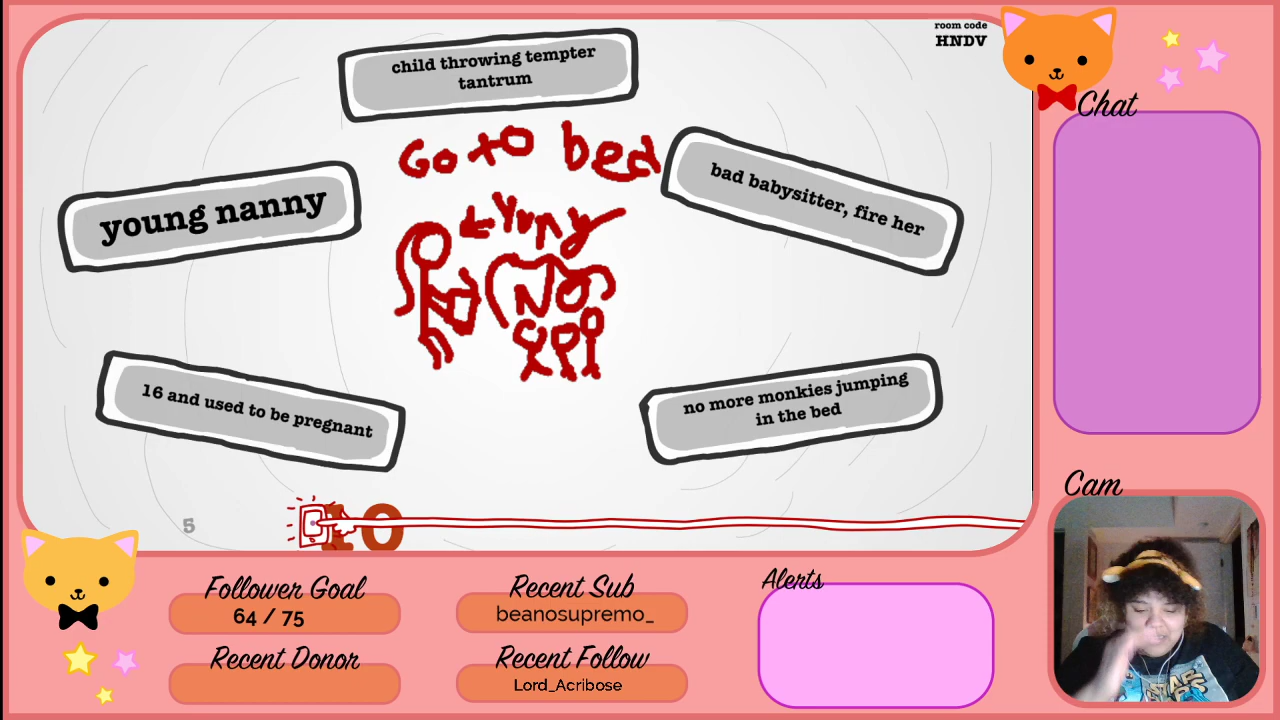 room code
HNDV
Chat
child throwing tempter
tantrum
Go to bed
bad babysitter, fire her
young nanny
16 and used to be pregnant
no more monkies jumping
in the bed
No
5
10
Cam
Follower Goal
64 / 75
Recent Sub
beanosupremo_
Alerts
Recent Donor
Recent Follow
Lord_Acribose